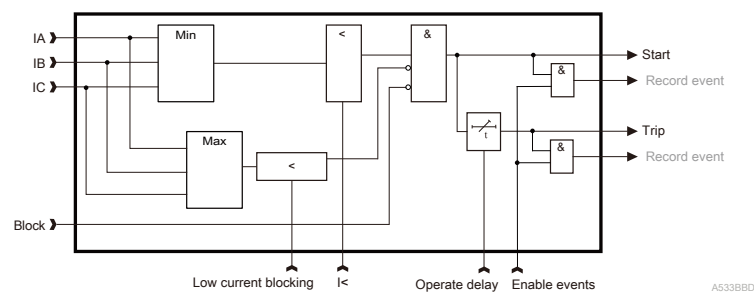 IA
IB
IC
Min
<
&
Start
&
Record event
Max
<
t
Trip
&
Record event
Block
Low current blocking
I<
Operate delay
Enable events
A533BBD